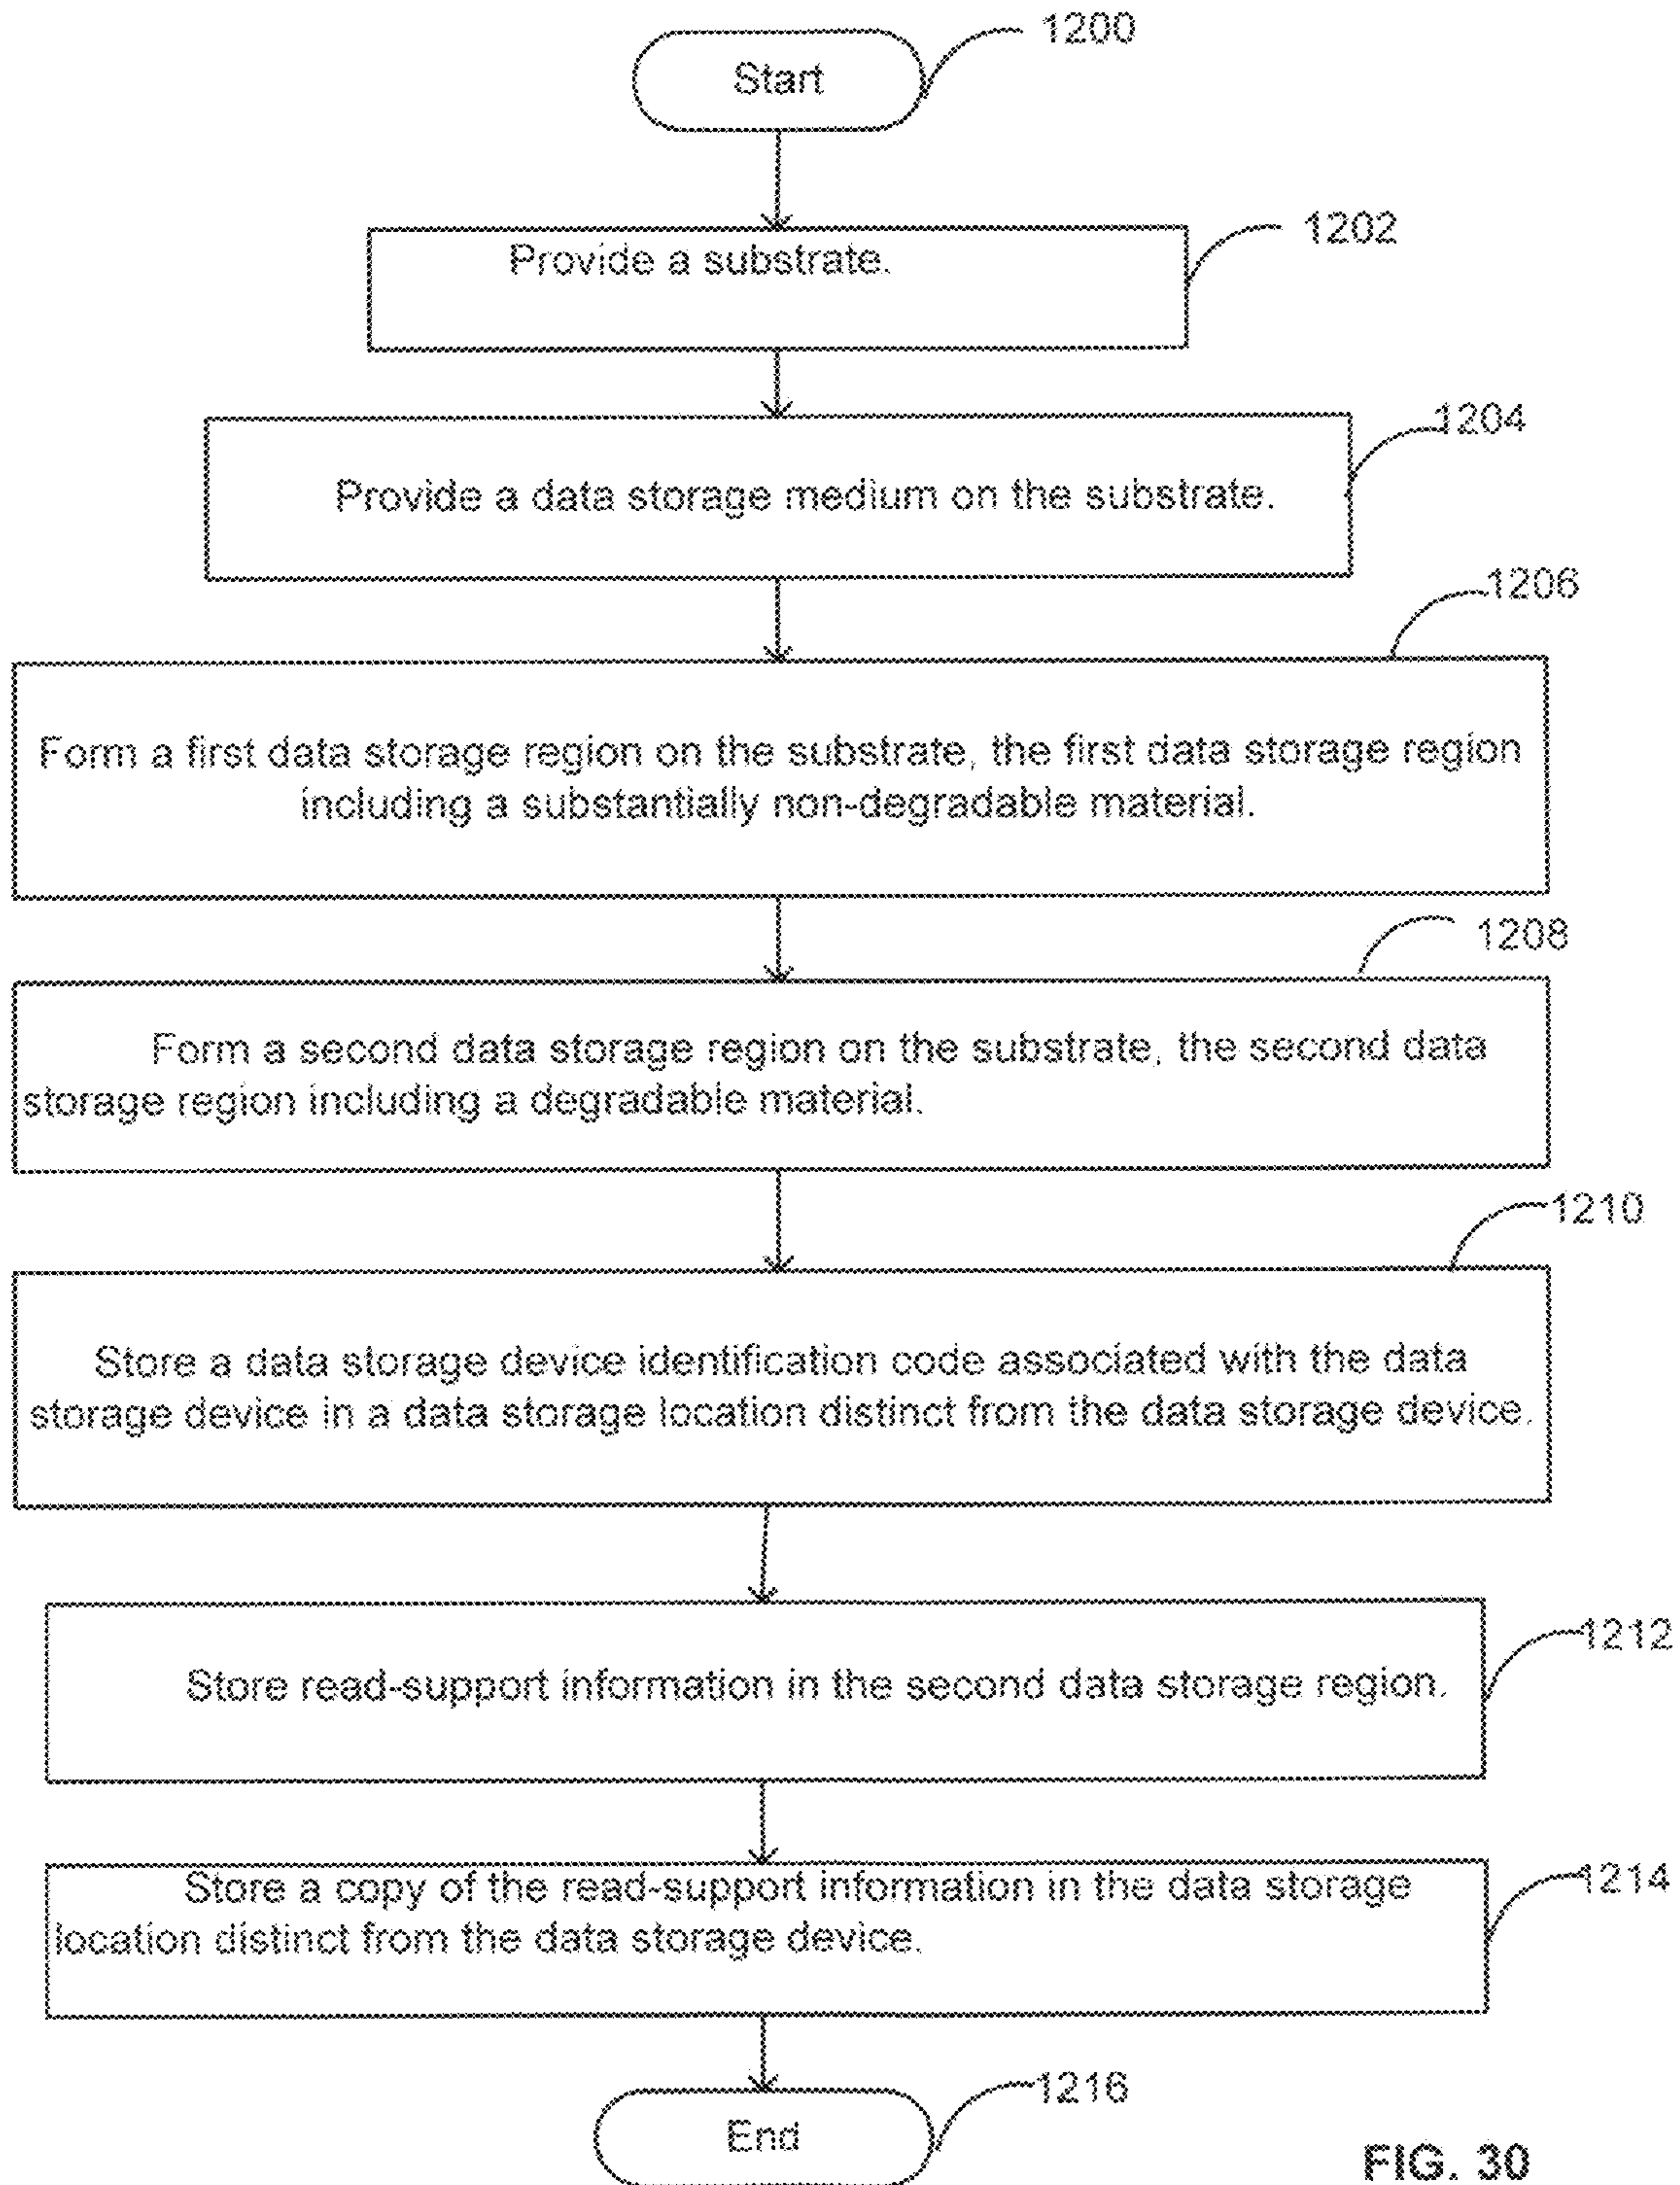 1200
Start
1202
Provide a substrate.
1204
Provide a data storage medium on the substrate.
1206
Form a first data storage region on the substrate, the first data storage region
including a substantially non-degradable material.
1208
Form a second data storage region on the substrate, the second data
storage region including a degradable material.
1210
Store a data storage device identification code associated with the data
storage device in a data storage location distinct from the data storage device.
1212
Store read-support information in the second data storage region.
1214
Store a copy of the read-support information in the data storage
location distinct from the data storage device.
1216
End
FIG. 30